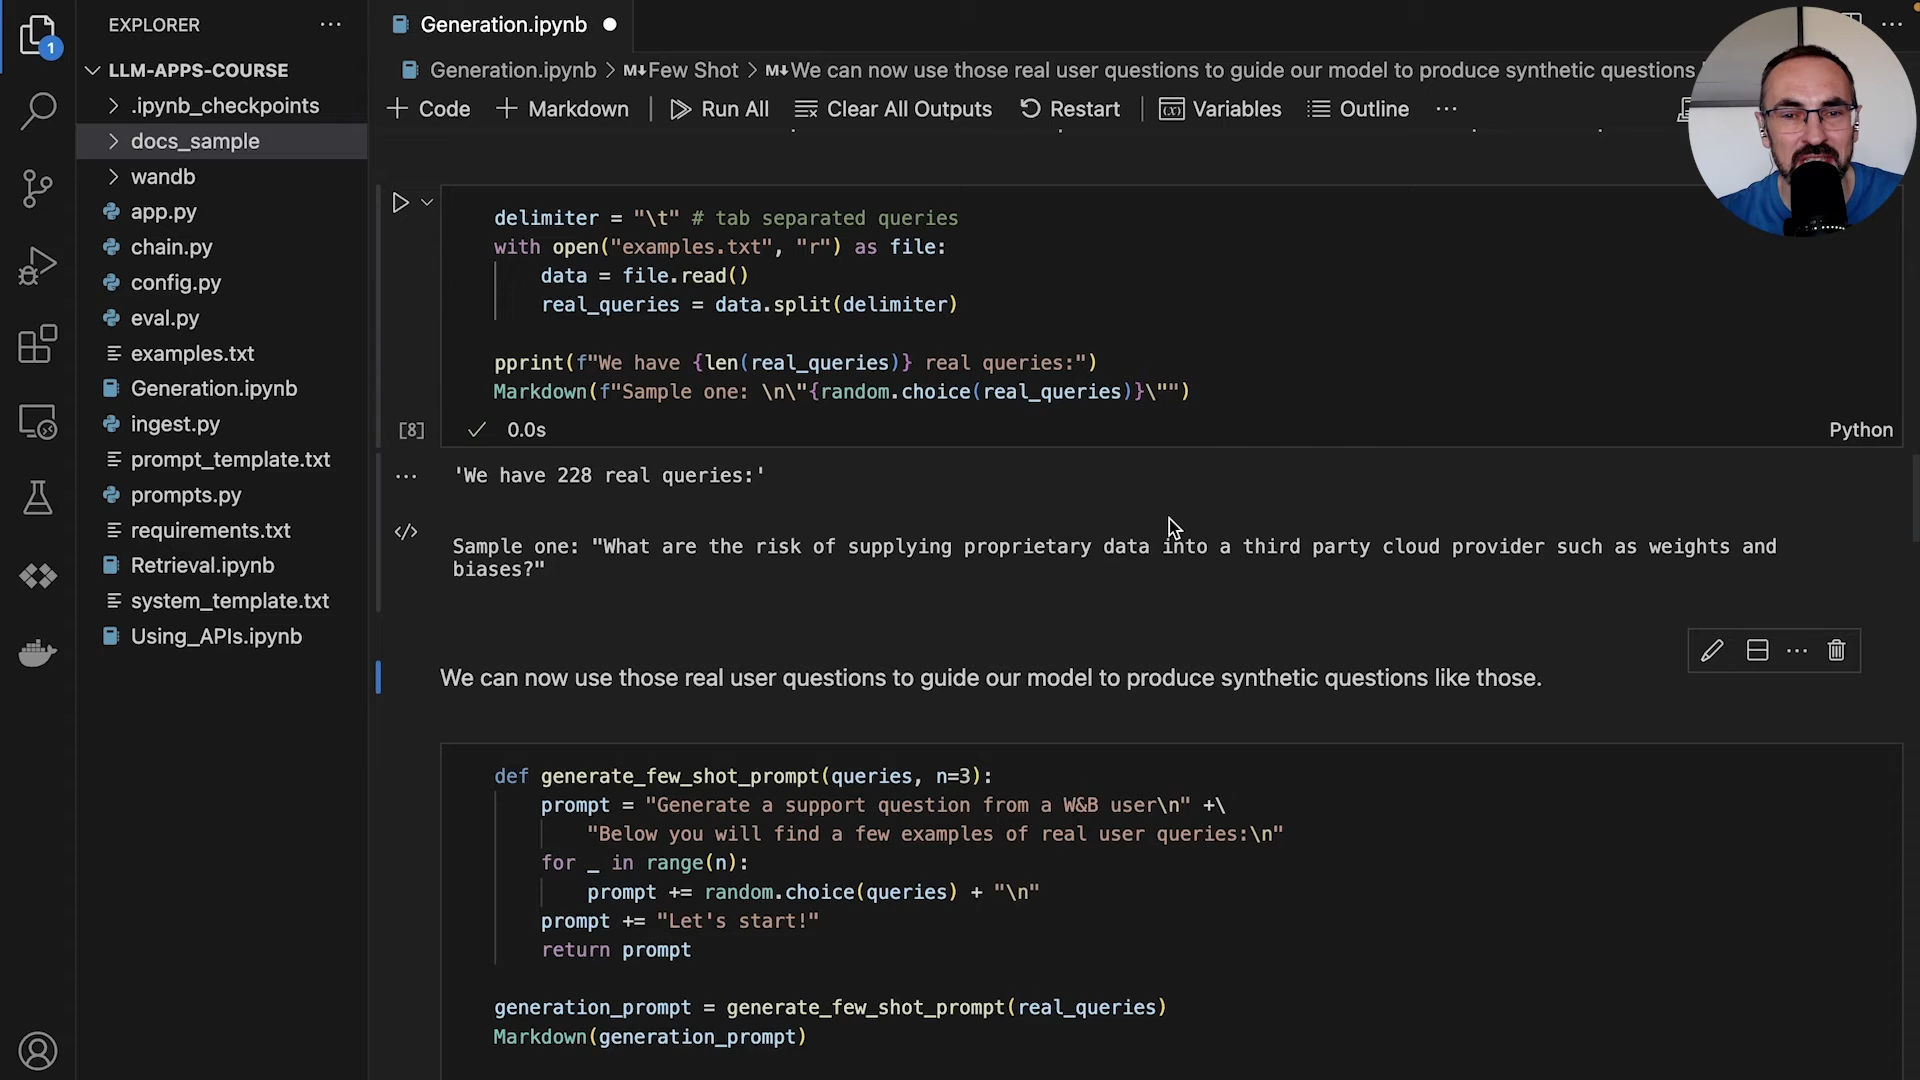 EXPLORER
LLM-APPS-COURSE
.ipynb_checkpoints
docs_sample
wandb
app.py
chain.py
config.py
eval.py
examples.txt
Generation.ipynb
ingest.py
prompt_template.txt
prompts.py
requirements.txt
Retrieval.ipynb
system_template.txt
Using_APIs.ipynb
1
Generation.ipynb
Generation.ipynb > M↓Few Shot > M↓We can now use those real user questions to guide our model to produce synthetic questions
+ Code + Markdown | Run All Clear All Outputs Restart | Variables Outline ...
delimiter = "\t" # tab separated queries
with open("examples.txt", "r") as file:
    data = file.read()
    real_queries = data.split(delimiter)
pprint(f"We have {len(real_queries)} real queries:")
Markdown(f"Sample one: \n\"{random.choice(real_queries)}\"")
[8] ✓ 0.0s Python
'We have 228 real queries:'
Sample one: "What are the risk of supplying proprietary data into a third party cloud provider such as weights and
biases?"
We can now use those real user questions to guide our model to produce synthetic questions like those.
def generate_few_shot_prompt(queries, n=3):
    prompt = "Generate a support question from a W&B user\n" +\
        "Below you will find a few examples of real user queries:\n"
    for _ in range(n):
        prompt += random.choice(queries) + "\n"
    prompt += "Let's start!"
    return prompt
generation_prompt = generate_few_shot_prompt(real_queries)
Markdown(generation_prompt)